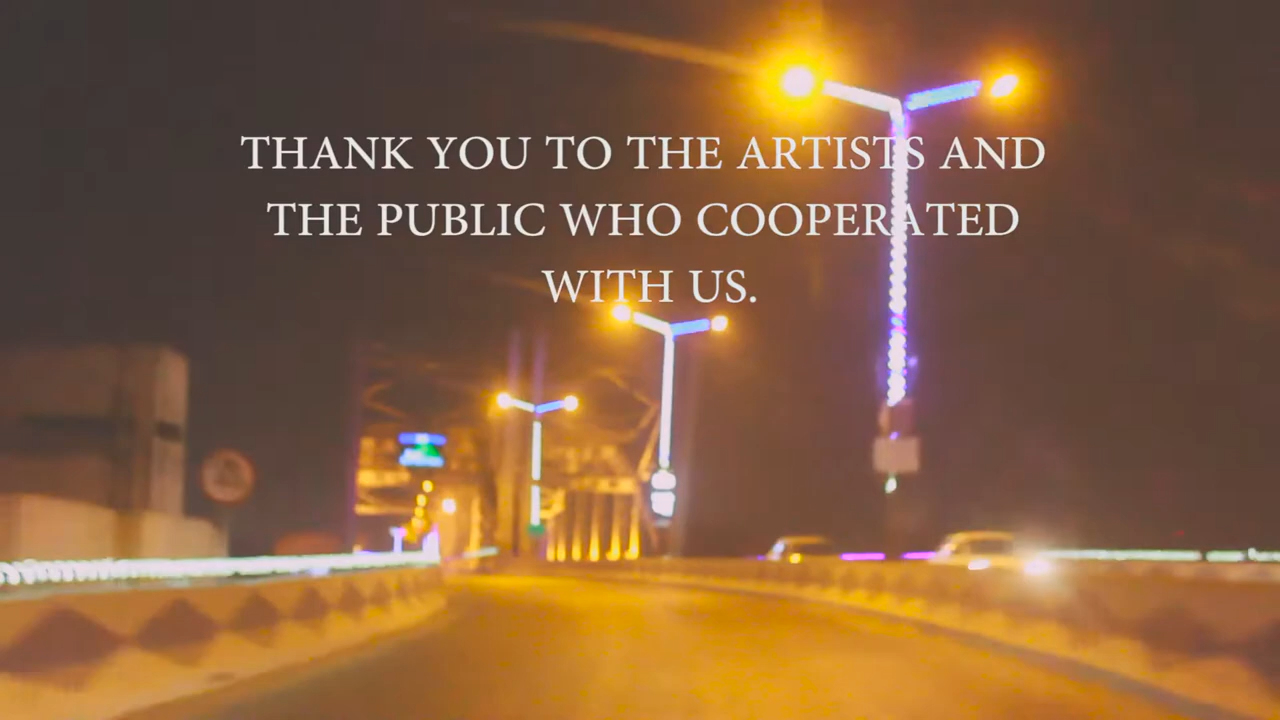 THANK YOU TO THE ARTISTS AND
THE PUBLIC WHO COOPERATED
WITH US.